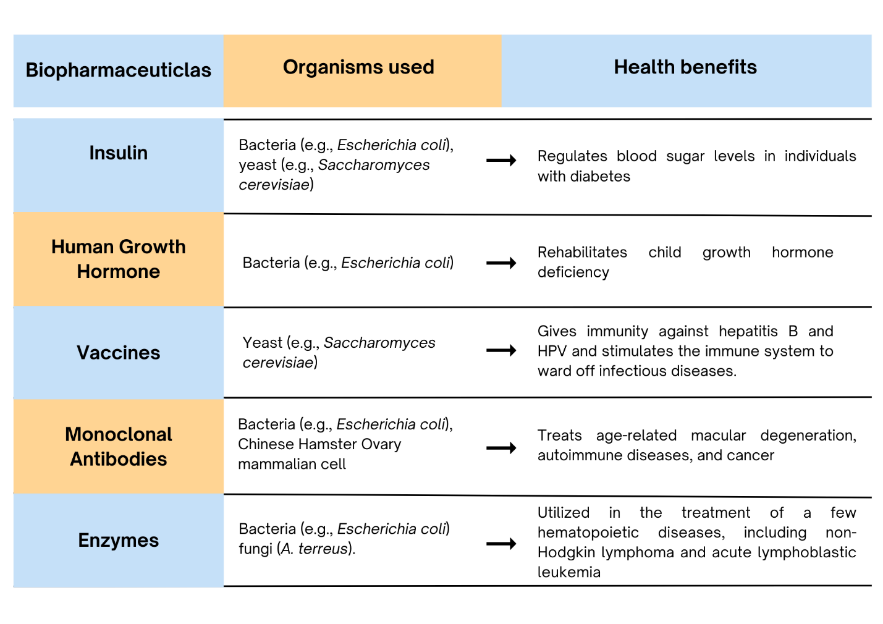 Biopharmaceuticlas
Organisms used
Health benefits
Insulin
Bacteria (e.g., Escherichia coli),
yeast (e.g., Saccharomyces
cerevisiae)
Regulates blood sugar levels in individuals
with diabetes
Human Growth
Hormone
Bacteria (e.g., Escherichia coli)
Rehabilitates child growth hormone
deficiency
Vaccines
Yeast (e.g., Saccharomyces
cerevisiae)
Gives immunity against hepatitis B and
HPV and stimulates the immune system to
ward off infectious diseases.
Monoclonal
Antibodies
Bacteria (e.g., Escherichia coli),
Chinese Hamster Ovary
mammalian cell
Treats age-related macular degeneration,
autoimmune diseases, and cancer
Enzymes
Bacteria (e.g., Escherichia coli)
fungi (A. terreus).
Utilized in the treatment of a few
hematopoietic diseases, including non-
Hodgkin lymphoma and acute lymphoblastic
leukemia